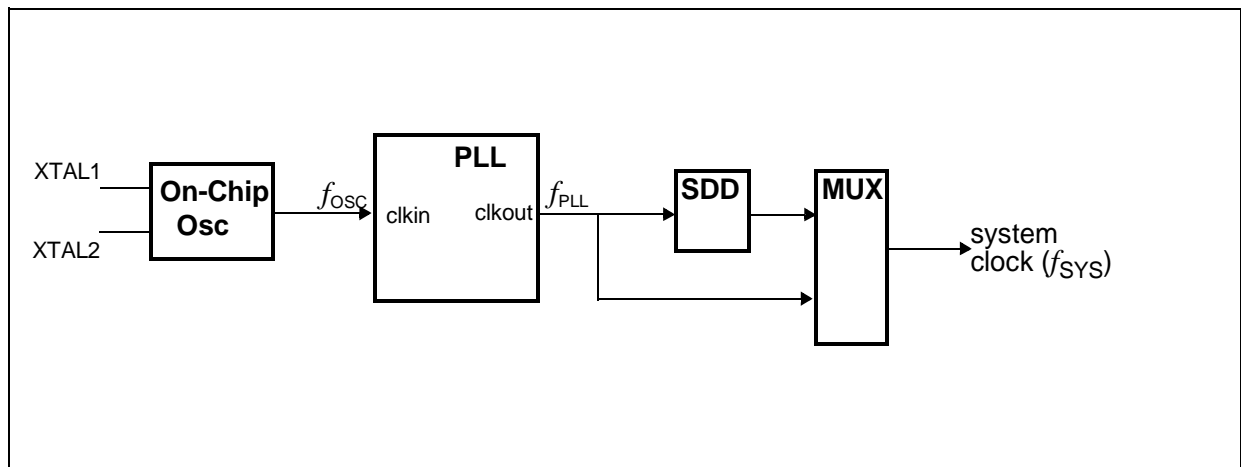 XTAL1
XTAL2
On-Chip
Osc
fOSC
PLL
clkin
clkout
fPLL
SDD
MUX
system
clock (fSYS)